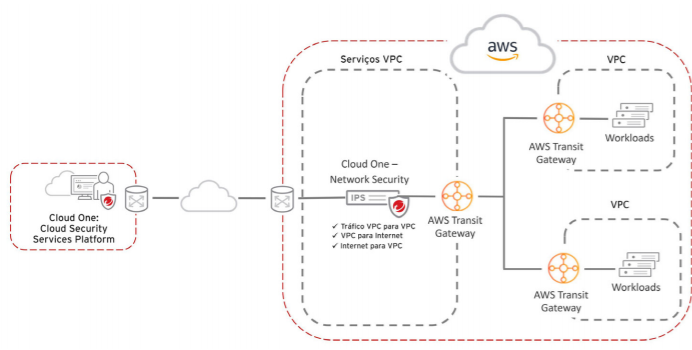 aws
Serviços VPC
VPC
Cloud One –
Network Security
IPS
✓ Tráfico VPC para VPC
✓ VPC para Internet
✓ Internet para VPC
AWS Transit
Gateway
AWS Transit
Gateway
Workloads
Cloud One:
Cloud Security
Services Platform
VPC
AWS Transit
Gateway
Workloads